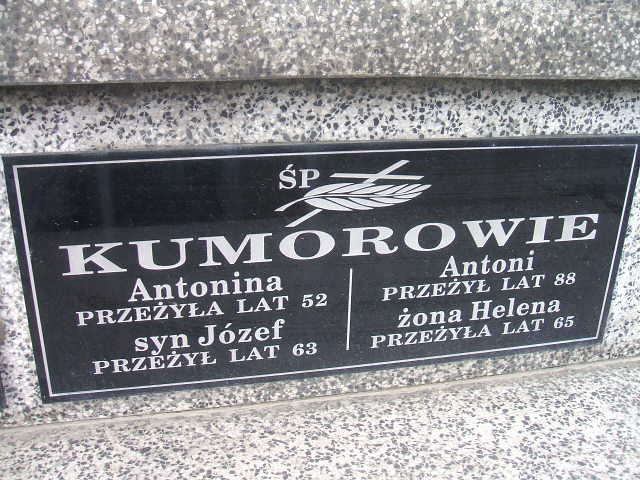 ŚP
KUMOROWIE
Antonina
PRZEŻYŁA LAT 52
syn Józef
PRZEŻYŁ LAT 63
Antoni
PRZEŻYŁ LAT 88
żona Helena
PRZEŻYŁA LAT 65